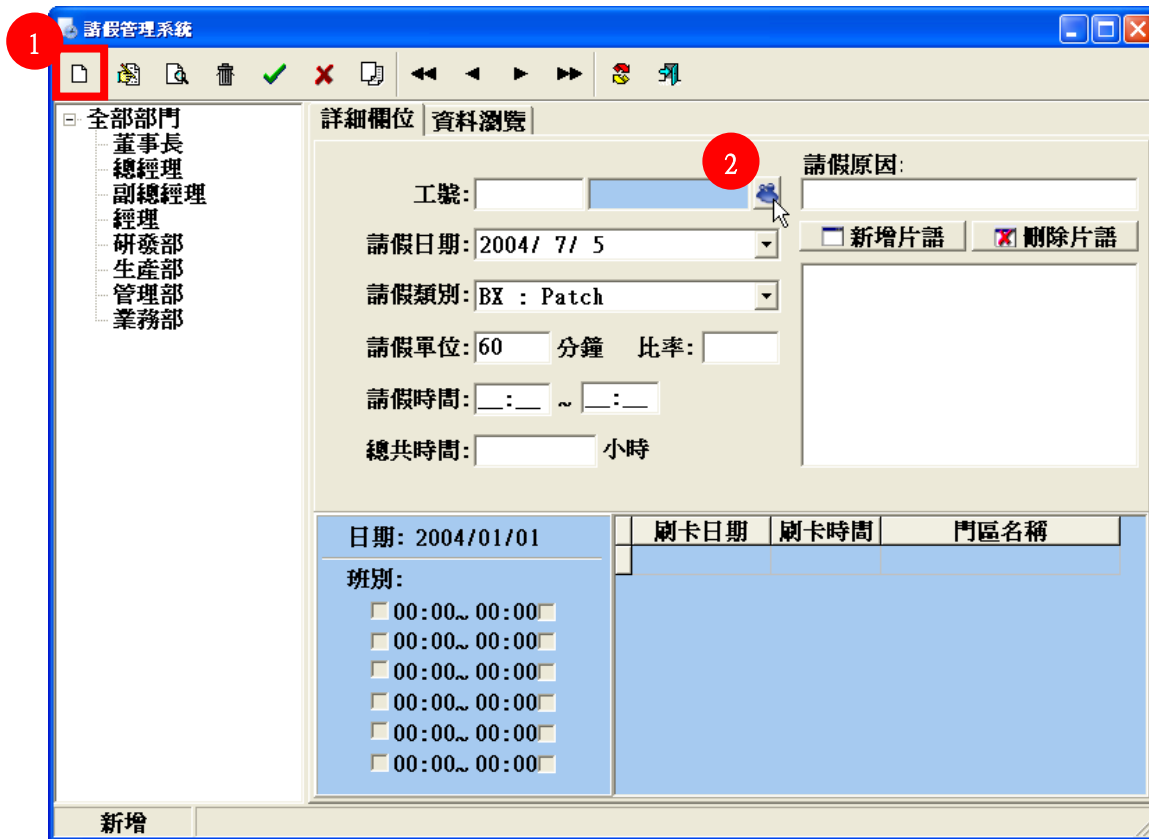 請假管理系統
1
全部部門
董事長
總經理
副總經理
經理
研發部
生產部
管理部
業務部
詳細欄位 資料瀏覽
2
工號:
請假日期: 2004/ 7/ 5
請假類別: BX : Patch
請假單位: 60 分鐘 比率:
請假時間: __:__ ~ __:__
總共時間: 小時
請假原因:
新增片語 刪除片語
日期: 2004/01/01
班別:
00:00~ 00:00
00:00~ 00:00
00:00~ 00:00
00:00~ 00:00
00:00~ 00:00
00:00~ 00:00
刷卡日期 刷卡時間 門區名稱
新增